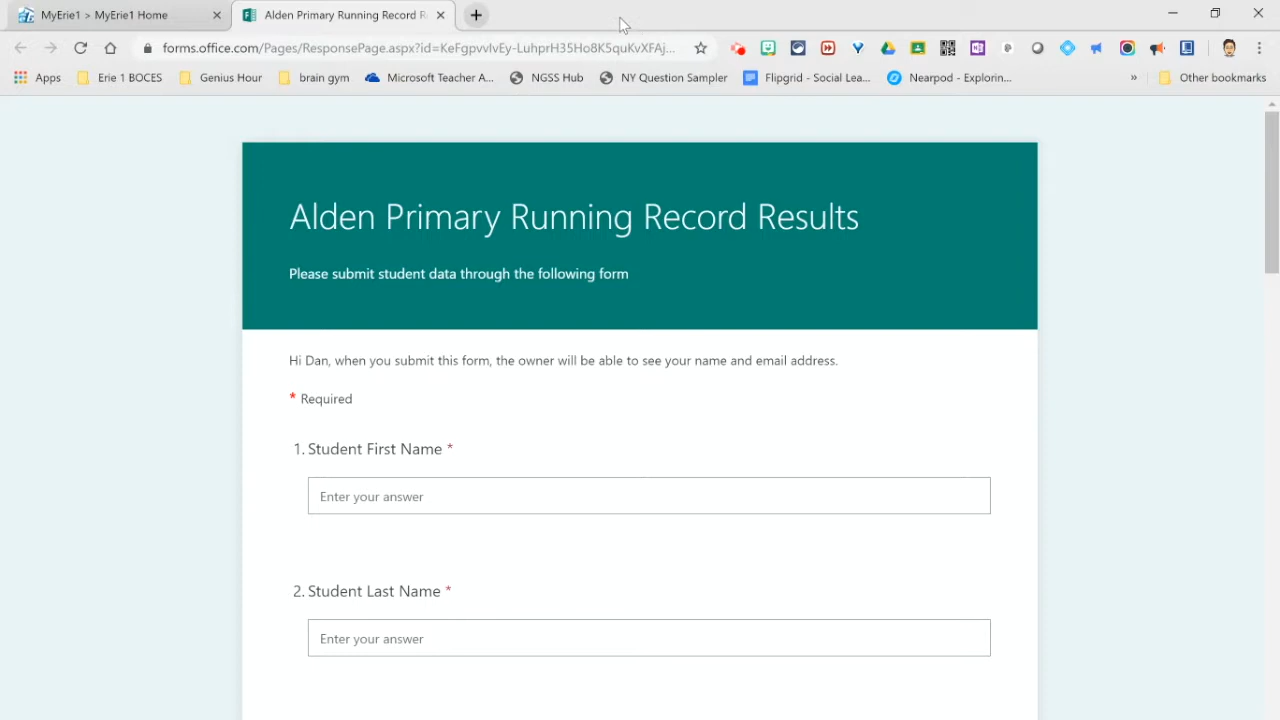 MyErie1 > MyErie1 Home
Alden Primary Running Record R
forms.office.com/Pages/ResponsePage.aspx?id=KeFgpvvIvEy-LuhprH35Ho8K5quKvXFAj...
Apps
Erie 1 BOCES
Genius Hour
brain gym
Microsoft Teacher A...
NGSS Hub
NY Question Sampler
Flipgrid - Social Lea...
Nearpod - Explorin...
»
Other bookmarks
Alden Primary Running Record Results
Please submit student data through the following form
Hi Dan, when you submit this form, the owner will be able to see your name and email address.
* Required
1. Student First Name *
Enter your answer
2. Student Last Name *
Enter your answer